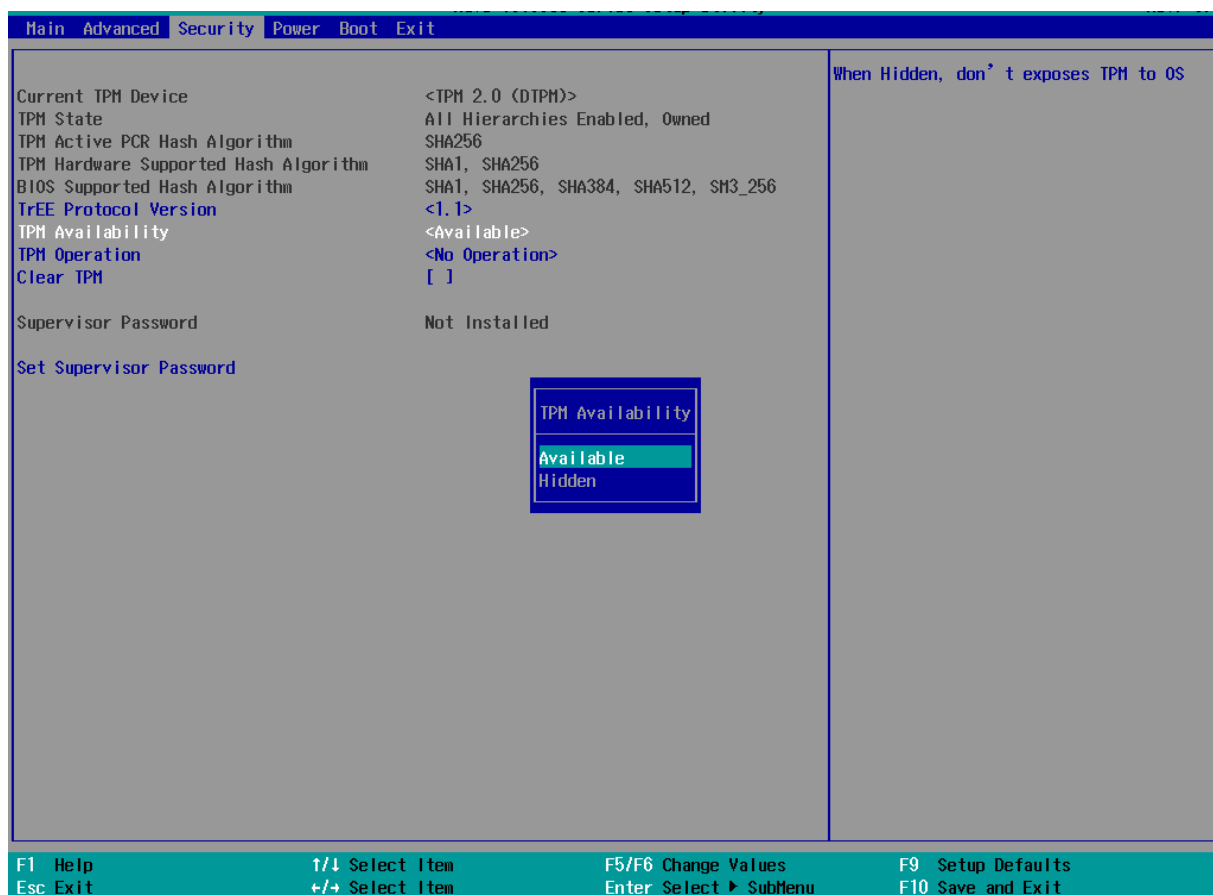 Main Advanced Security Power Boot Exit
When Hidden, don't exposes TPM to OS
Current TPM Device <TPM 2.0 (DTPM)>
TPM State All Hierarchies Enabled, Owned
TPM Active PCR Hash Algorithm SHA256
TPM Hardware Supported Hash Algorithm SHA1, SHA256
BIOS Supported Hash Algorithm SHA1, SHA256, SHA384, SHA512, SM3_256
TrEE Protocol Version <1.1>
TPM Availability <Available>
TPM Operation <No Operation>
Clear TPM [ ]
Supervisor Password Not Installed
Set Supervisor Password
TPM Availability
Available
Hidden
F1 Help ↑/↓ Select Item F5/F6 Change Values F9 Setup Defaults
Esc Exit ←/→ Select Item Enter Select ▶ SubMenu F10 Save and Exit